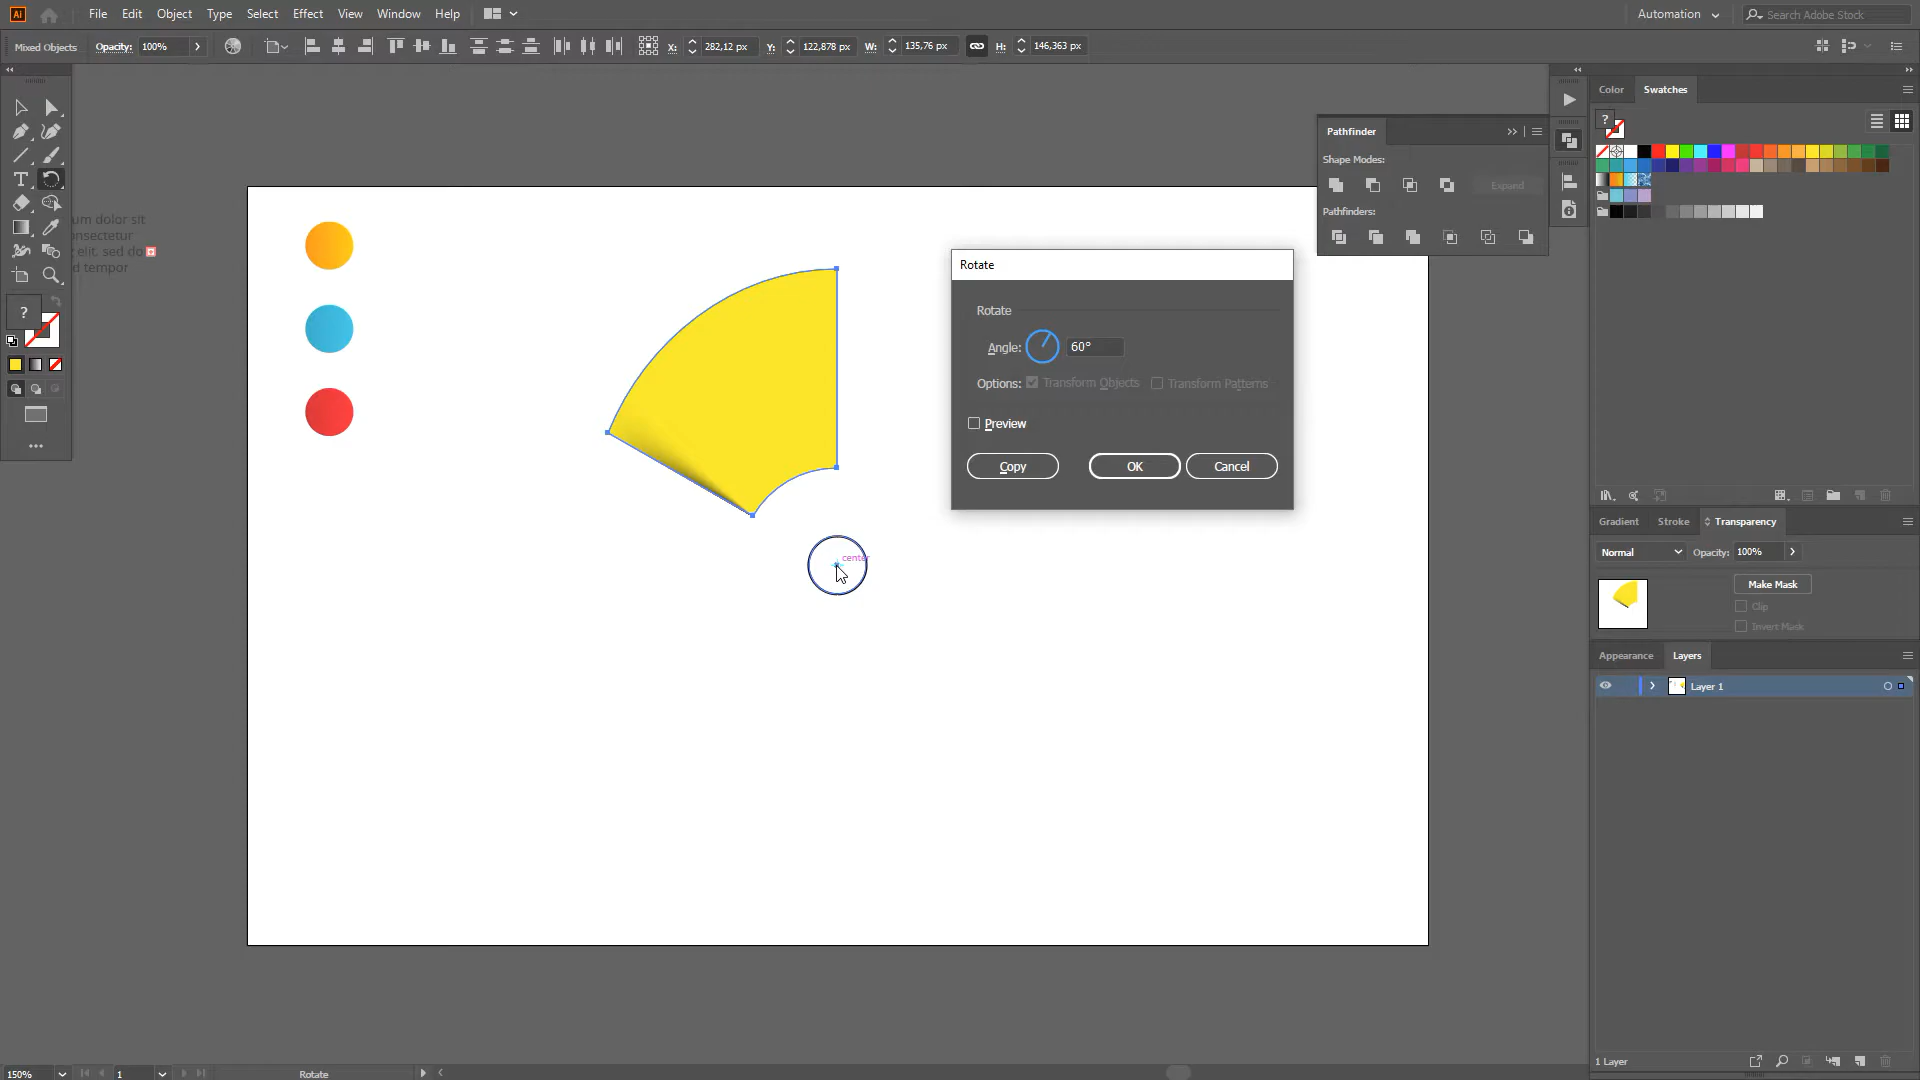 Ai File Edit Object Type Select Effect View Window Help Automation Search Adobe Stock
Mixed Objects Opacity: 100% X: 282,12 px Y: 122,878 px W: 135,76 px H: 146,363 px
Color Swatches
?
Pathfinder
Shape Modes:
Expand
Pathfinders:
T
um dolor sit
onsectetur
elit. sed do
d tempor
?
Rotate
Rotate
Angle: 60°
Options: Transform Objects Transform Patterns
Preview
Copy OK Cancel
center
Gradient Stroke Transparency
Normal Opacity: 100%
Make Mask
Clip
Invert Mask
Appearance Layers
Layer 1
1 Layer
150% 1 Rotate